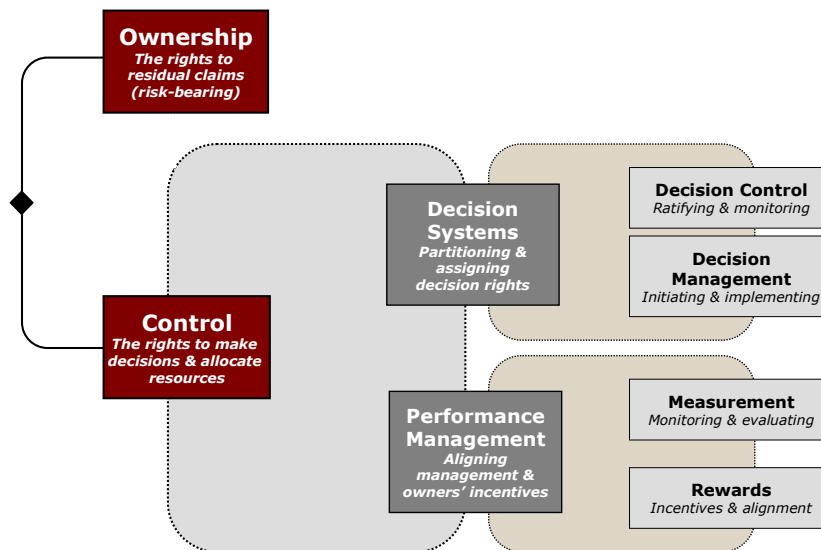 Ownership
The rights to
residual claims
(risk-bearing)
Decision Control
Ratifying & monitoring
Decision
Systems
Partitioning &
assigning
decision rights
Decision
Management
Initiating & implementing
Control
The rights to make
decisions & allocate
resources
Performance
Management
Aligning
management &
owners’ incentives
Measurement
Monitoring & evaluating
Rewards
Incentives & alignment